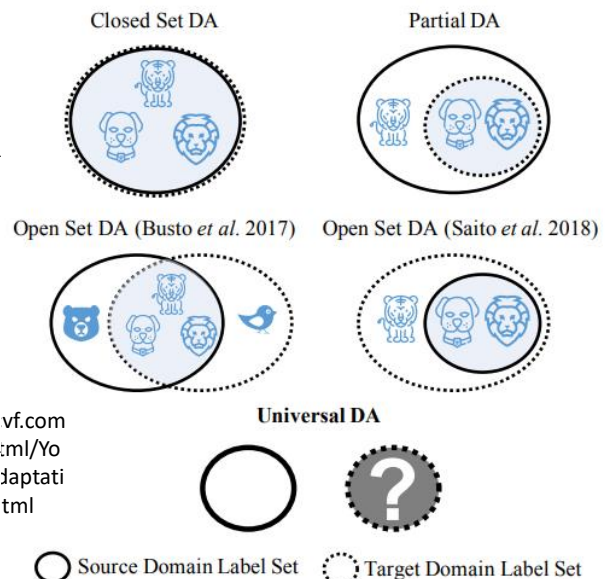 Closed Set DA
Partial DA
Open Set DA (Busto et al. 2017)
Open Set DA (Saito et al. 2018)
vf.com
tml/Yo
daptati
tml
Universal DA
?
Source Domain Label Set
Target Domain Label Set